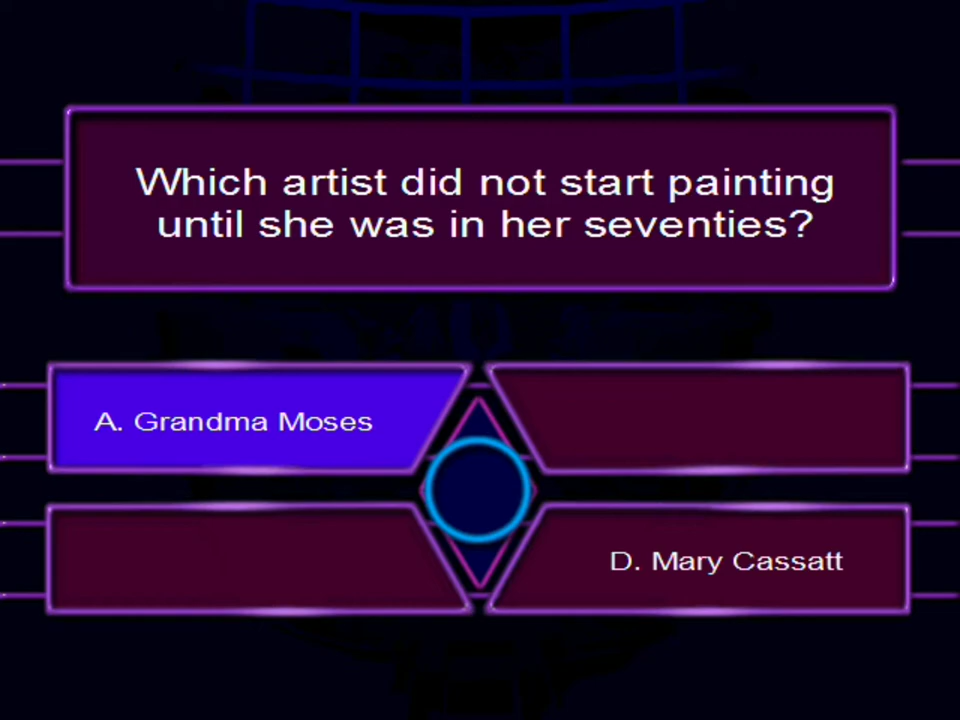 Which artist did not start painting
until she was in her seventies?
A. Grandma Moses
D. Mary Cassatt